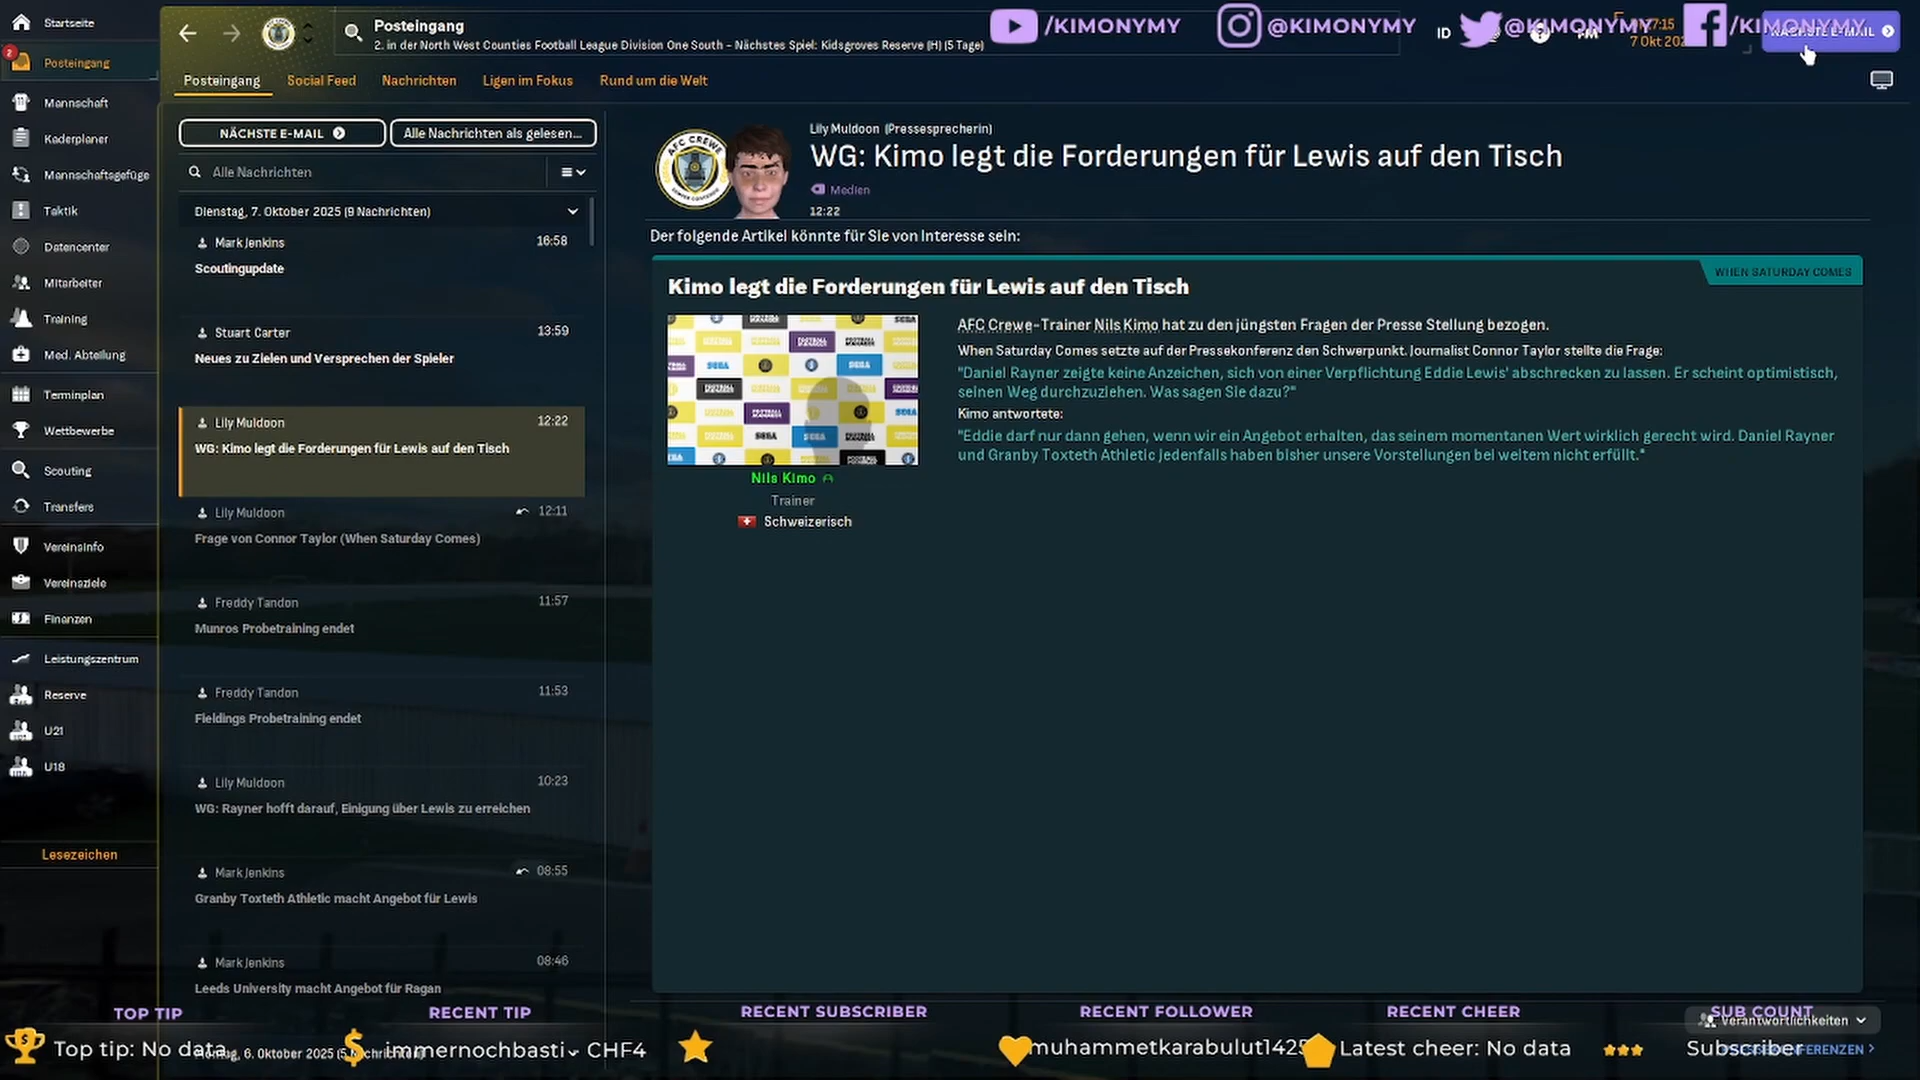 Startseite
2
Posteingang
Mannschaft
Kaderplaner
Mannschaftsgefüge
Taktik
Datencenter
Mitarbeiter
Training
Med. Abteilung
Terminplan
Wettbewerbe
Scouting
Transfers
Vereinsinfo
Vereinsziele
Finanzen
Leistungszentrum
Reserve
U21
U18
Lesezeichen
Posteingang
2. in der North West Counties Football League Division One South - Nächstes Spiel: Kidsgroves Reserve (H) (5 Tage)
/KIMONYMY
@KIMONYMY
ID
@KIMONYMY
/KIMONYMY
7 Okt
NÄCHSTE E-MAIL
Posteingang
Social Feed
Nachrichten
Ligen im Fokus
Rund um die Welt
NÄCHSTE E-MAIL
Alle Nachrichten als gelesen...
Alle Nachrichten
Dienstag, 7. Oktober 2025 (9 Nachrichten)
Mark Jenkins 16:58
Scoutingupdate
Stuart Carter 13:59
Neues zu Zielen und Versprechen der Spieler
Lily Muldoon 12:22
WG: Kimo legt die Forderungen für Lewis auf den Tisch
Lily Muldoon 12:11
Frage von Connor Taylor (When Saturday Comes)
Freddy Tandon 11:57
Munros Probetraining endet
Freddy Tandon 11:53
Fieldings Probetraining endet
Lily Muldoon 10:23
WG: Rayner hofft darauf, Einigung über Lewis zu erreichen
Mark Jenkins 08:55
Granby Toxteth Athletic macht Angebot für Lewis
Mark Jenkins 08:46
Leeds University macht Angebot für Ragan
AFC CREWE
Lily Muldoon (Pressesprecherin)
WG: Kimo legt die Forderungen für Lewis auf den Tisch
Medien
12:22
Der folgende Artikel könnte für Sie von Interesse sein:
WHEN SATURDAY COMES
Kimo legt die Forderungen für Lewis auf den Tisch
AFC Crewe-Trainer Nils Kimo hat zu den jüngsten Fragen der Presse Stellung bezogen.
When Saturday Comes setzte auf der Pressekonferenz den Schwerpunkt. Journalist Connor Taylor stellte die Frage:
"Daniel Rayner zeigte keine Anzeichen, sich von einer Verpflichtung Eddie Lewis' abschrecken zu lassen. Er scheint optimistisch,
seinen Weg durchzuziehen. Was sagen Sie dazu?"
Kimo antwortete:
"Eddie darf nur dann gehen, wenn wir ein Angebot erhalten, das seinem momentanen Wert wirklich gerecht wird. Daniel Rayner
und Granby Toxteth Athletic jedenfalls haben bisher unsere Vorstellungen bei weitem nicht erfüllt."
Nils Kimo
Trainer
Schweizerisch
TOP TIP
RECENT TIP
RECENT SUBSCRIBER
RECENT FOLLOWER
RECENT CHEER
SUB COUNT
Verantwortlichkeiten
Top tip: No data
6. Oktober 2025
immernochbasti - CHF4
muhammetkarabulut1425
Latest cheer: No data
Subscriber